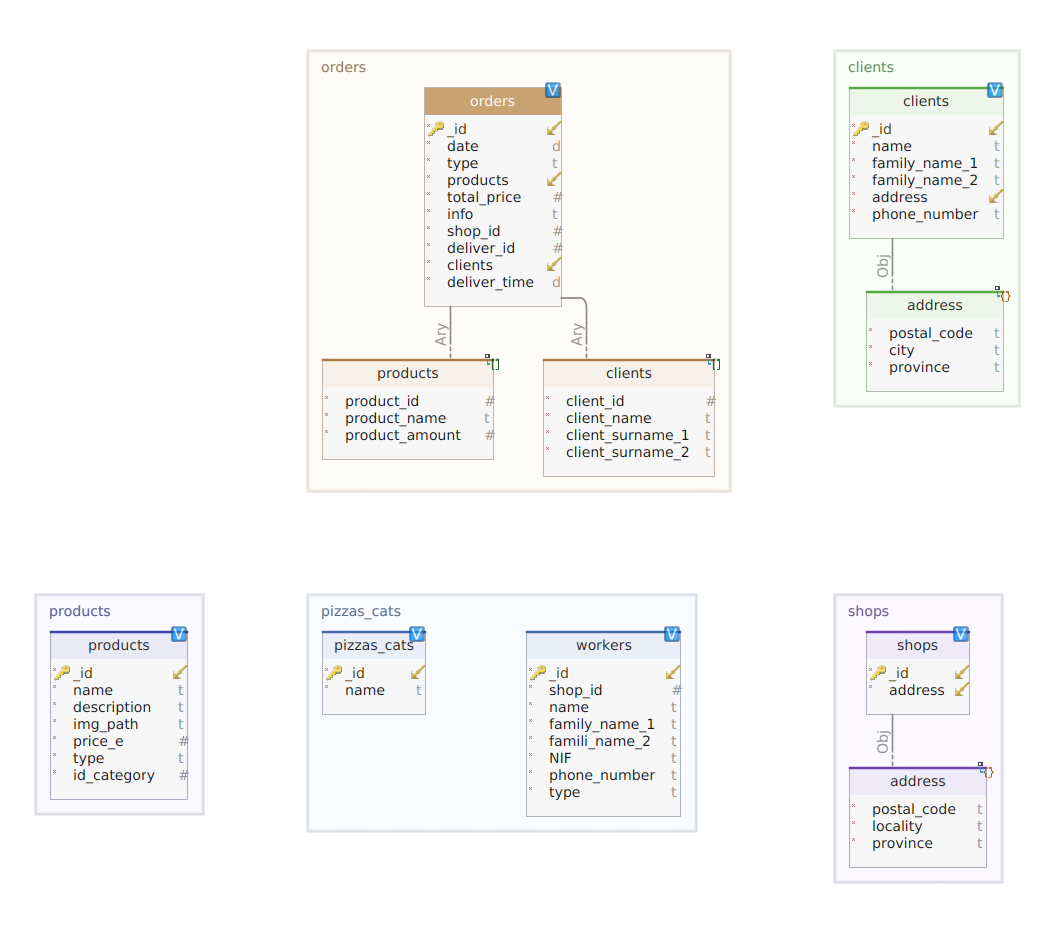 orders
orders
_id
date d
type t
products
total_price #
info t
shop_id #
deliver_id #
clients
deliver_time d
Ary
Ary
products
product_id #
product_name t
product_amount #
clients
client_id #
client_name t
client_surname_1 t
client_surname_2 t
clients
clients
_id
name t
family_name_1 t
family_name_2 t
address
phone_number t
Obj
address
postal_code t
city t
province t
products
products
_id
name t
description t
img_path t
price_e #
type t
id_category #
pizzas_cats
pizzas_cats
_id
name t
workers
_id
shop_id #
name t
family_name_1 t
famili_name_2 t
NIF t
phone_number t
type t
shops
shops
_id
address
Obj
address
postal_code t
locality t
province t